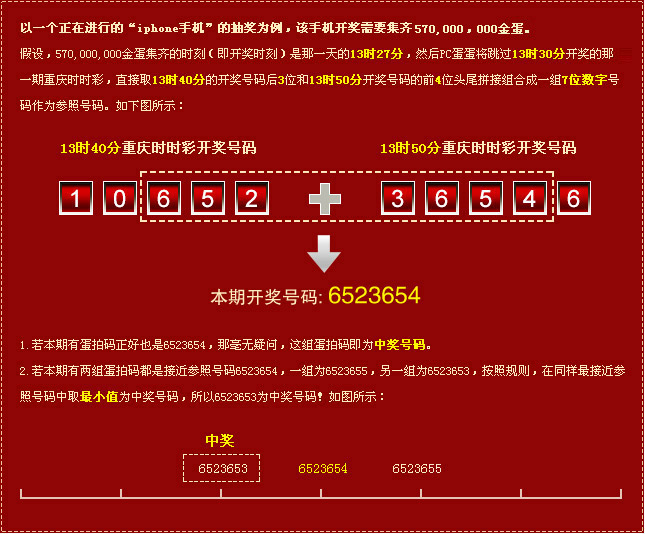 以一个正在进行的“iphone手机”的抽奖为例，该手机开奖需要集齐570,000，000金蛋。
假设，570,000,000金蛋集齐的时刻（即开奖时刻）是那一天的13时27分，然后PC蛋蛋将跳过13时30分开奖的那
一期重庆时时彩，直接取13时40分的开奖号码后3位和13时50分开奖号码的前4位头尾拼接组合成一组7位数字号
码作为参照号码。如下图所示：
13时40分重庆时时彩开奖号码 13时50分重庆时时彩开奖号码
1 0 6 5 2 + 3 6 5 4 6
本期开奖号码: 6523654
1.若本期有蛋拍码正好也是6523654，那毫无疑问，这组蛋拍码即为中奖号码。
2.若本期有两组蛋拍码都是接近参照号码6523654，一组为6523655，另一组为6523653，按照规则，在同样最接近参
照号码中取最小值为中奖号码，所以6523653为中奖号码！如图所示：
中奖
6523653 6523654 6523655